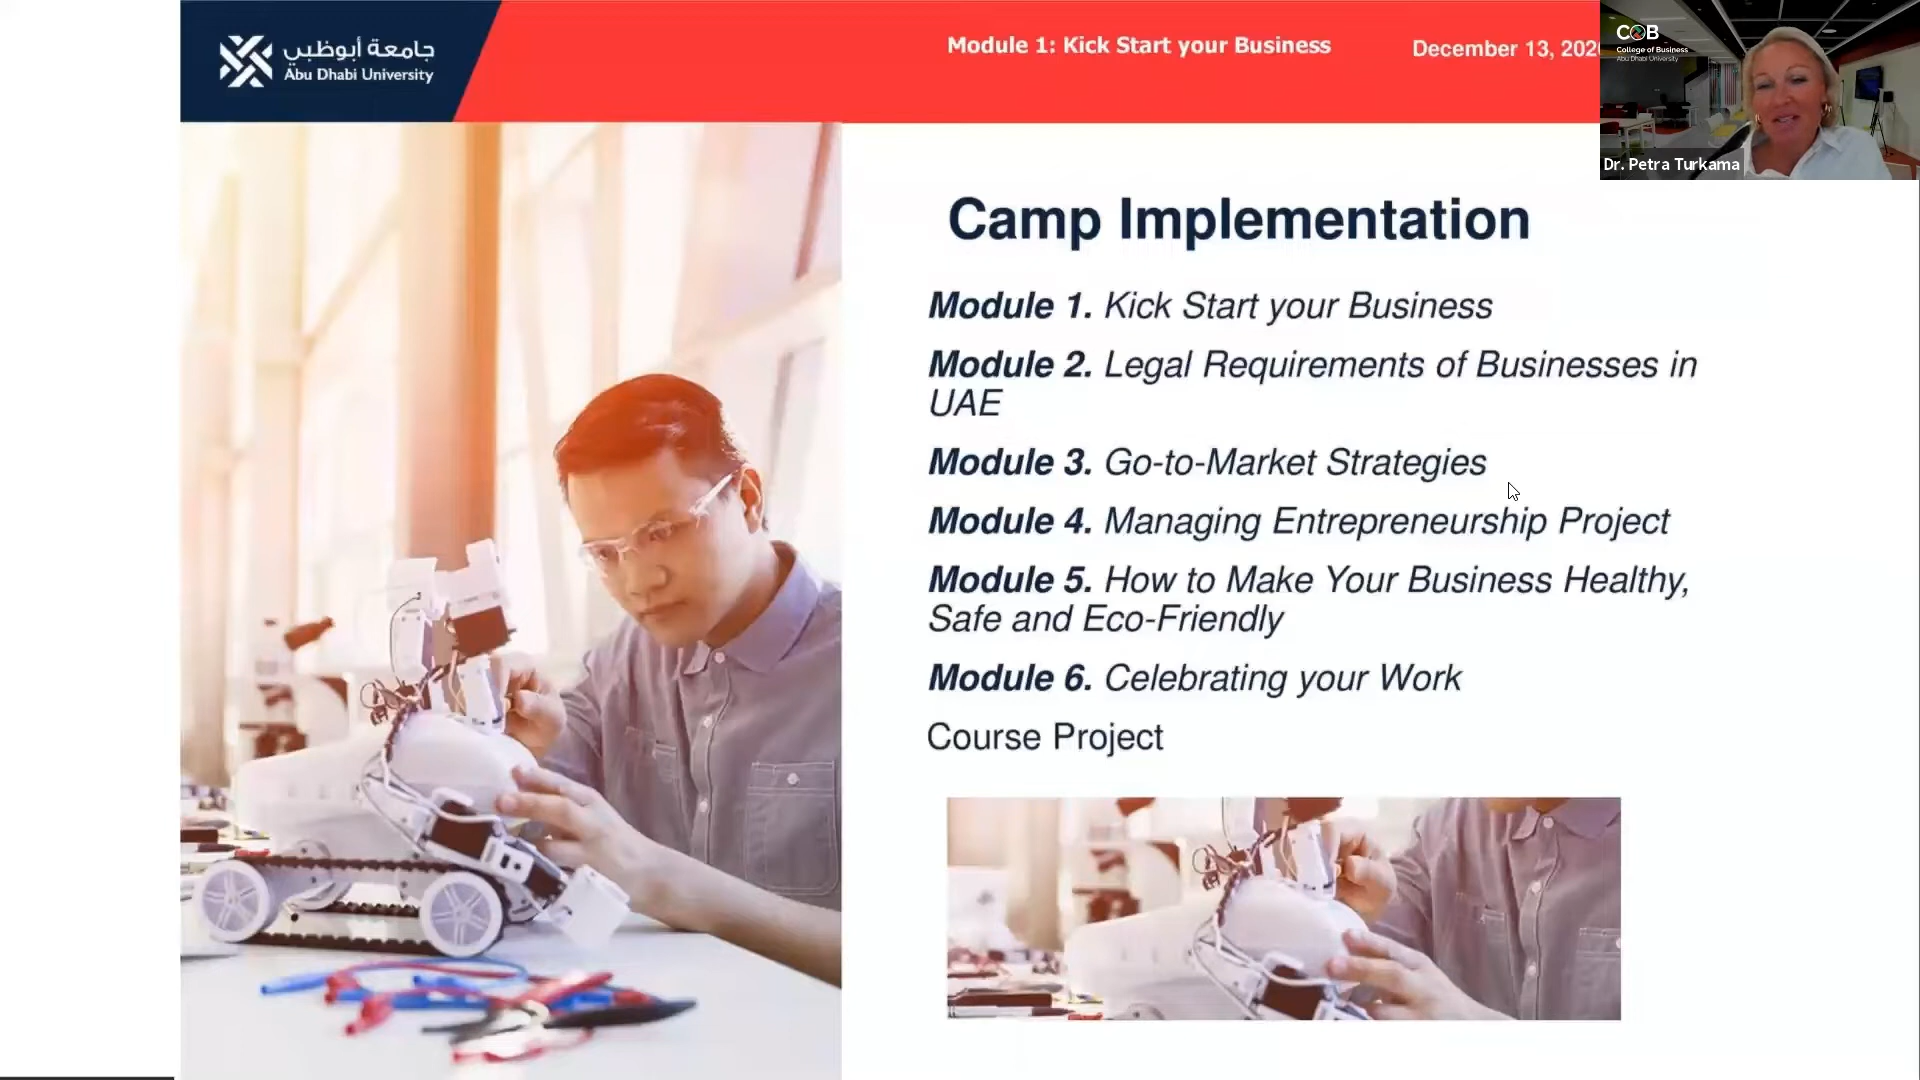 جامعة أبوظبي
Abu Dhabi University
Module 1: Kick Start your Business
December 13, 202
COB
College of Business
Abu Dhabi University
Dr. Petra Turkama
Camp Implementation
Module 1. Kick Start your Business
Module 2. Legal Requirements of Businesses in
UAE
Module 3. Go-to-Market Strategies
Module 4. Managing Entrepreneurship Project
Module 5. How to Make Your Business Healthy,
Safe and Eco-Friendly
Module 6. Celebrating your Work
Course Project